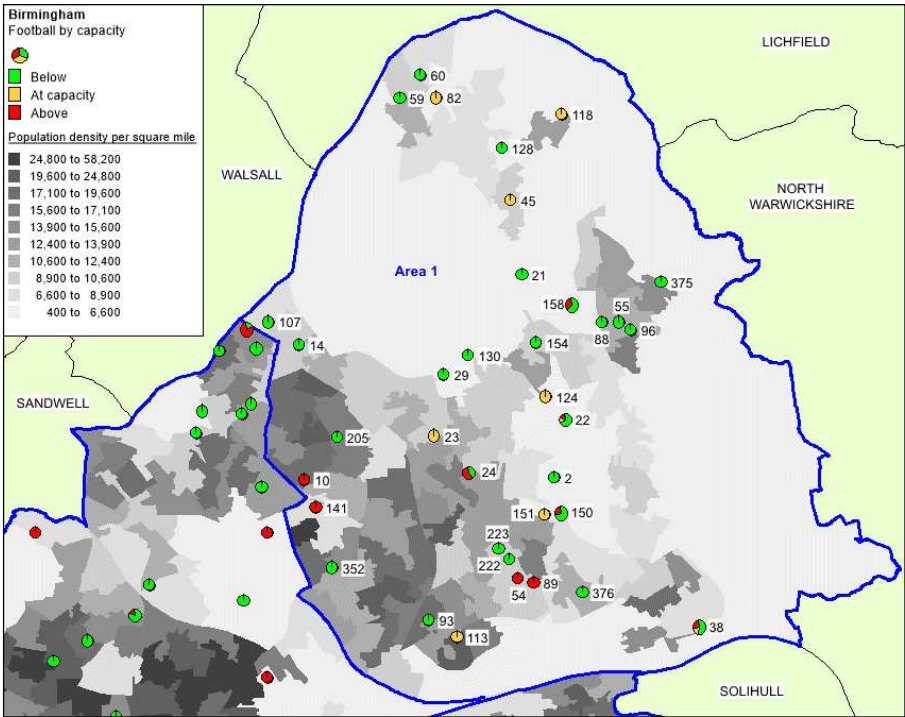 Birmingham
Football by capacity
Below
At capacity
Above
Population density per square mile
24,800 to 58,200
19,600 to 24,800
17,100 to 19,600
15,600 to 17,100
13,900 to 15,600
12,400 to 13,900
10,600 to 12,400
8,900 to 10,600
6,600 to 8,900
400 to 6,600
LICHFIELD
WALSALL
NORTH
WARWICKSHIRE
SANDWELL
SOLIHULL
Area 1
60
59
82
118
128
45
21
375
158
55
88
96
107
14
154
130
29
124
22
205
23
24
10
2
141
151
150
223
222
352
54
89
376
93
113
38